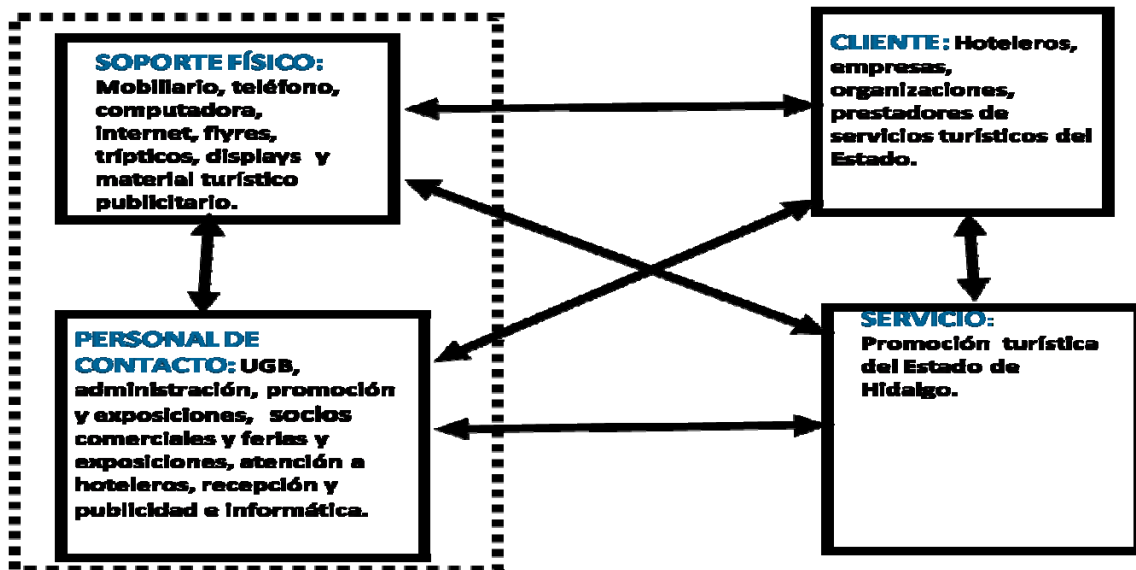 SOPORTE FÍSICO:
Mobiliario, teléfono,
computadora,
internet, flyres,
trípticos, displays y
material turístico
publicitario.
CLIENTE: Hoteleros,
empresas,
organizaciones,
prestadores de
servicios turísticos del
Estado.
PERSONAL DE
CONTACTO: UGB,
administración, promoción
y exposiciones, socios
comerciales y ferias y
exposiciones, atención a
hoteleros, recepción y
publicidad e informática.
SERVICIO:
Promoción turística
del Estado de
Hidalgo.